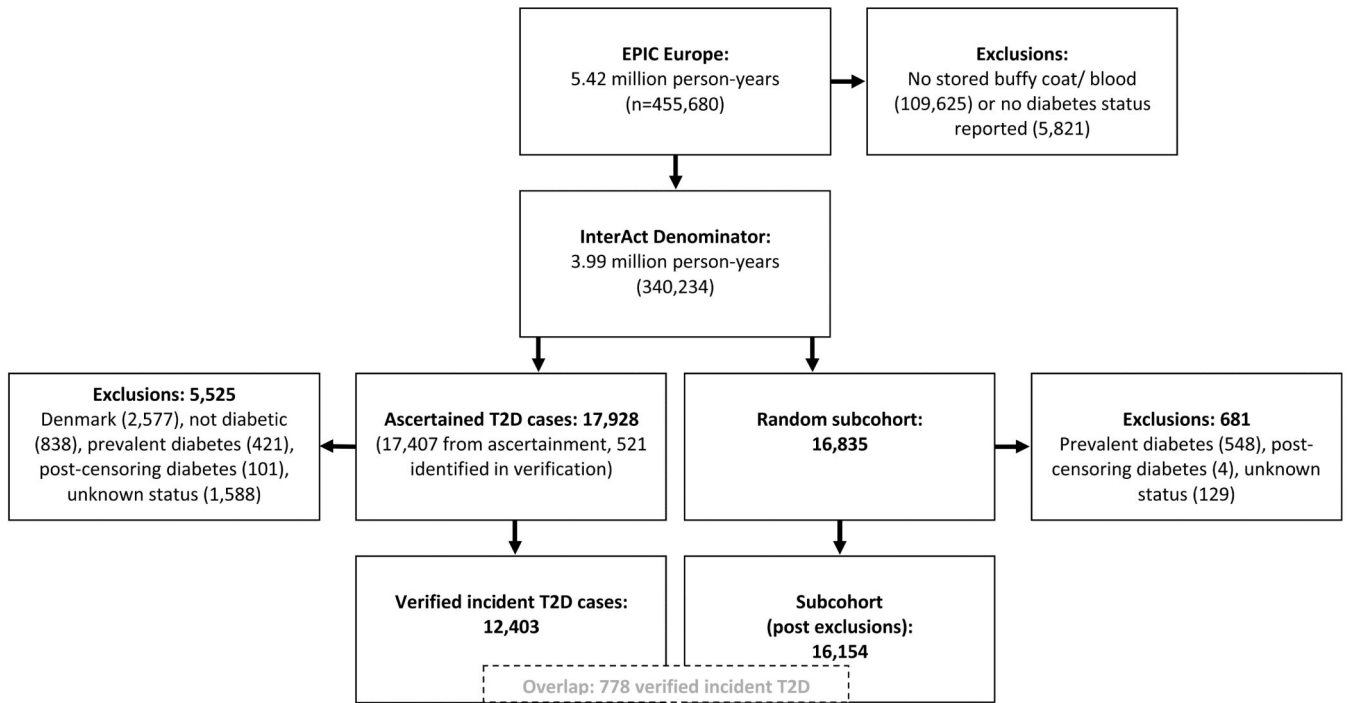 EPIC Europe:
5.42 million person-years
(n=455,680)
Exclusions:
No stored buffy coat/ blood
(109,625) or no diabetes status
reported (5,821)
InterAct Denominator:
3.99 million person-years
(340,234)
Exclusions: 5,525
Denmark (2,577), not diabetic
(838), prevalent diabetes (421),
post-censoring diabetes (101),
unknown status (1,588)
Ascertained T2D cases: 17,928
(17,407 from ascertainment, 521
identified in verification)
Random subcohort:
16,835
Exclusions: 681
Prevalent diabetes (548), post-
censoring diabetes (4), unknown
status (129)
Verified incident T2D cases:
12,403
Subcohort
(post exclusions):
16,154
Overlap: 778 verified incident T2D